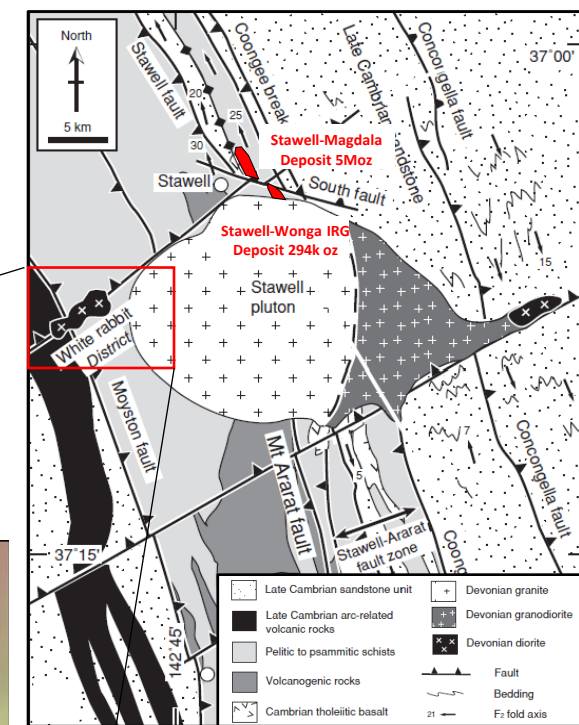 North
5 km
Stawell fault
Coongee break
Late Cambrian sandstone
Concongella fault
37°00'
20
25
30
Stawell-Magdala
Deposit 5Moz
Stawell
South fault
Stawell-Wonga IRG
Deposit 294k oz
Stawell
pluton
15
White rabbit
District
Moyston fault
Mt Ararat fault
7
5
Concongella fault
Stawell-Ararat
fault zone
Coong
37°15'
142°45'
Late Cambrian sandstone unit
Late Cambrian arc-related
volcanic rocks
Pelitic to psammitic schists
Volcanogenic rocks
Cambrian tholeiitic basalt
Devonian granite
Devonian granodiorite
Devonian diorite
Fault
Bedding
21 F₂ fold axis